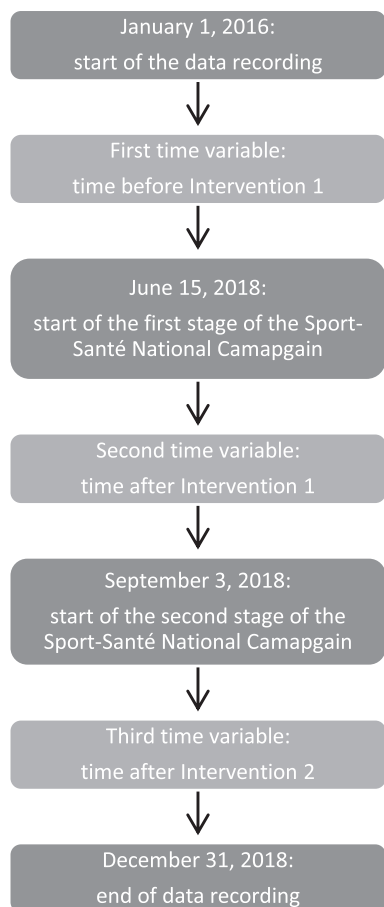 January 1, 2016:
start of the data recording
First time variable:
time before Intervention 1
June 15, 2018:
start of the first stage of the Sport-
Santé National Camapgain
Second time variable:
time after Intervention 1
September 3, 2018:
start of the second stage of the
Sport-Santé National Camapgain
Third time variable:
time after Intervention 2
December 31, 2018:
end of data recording